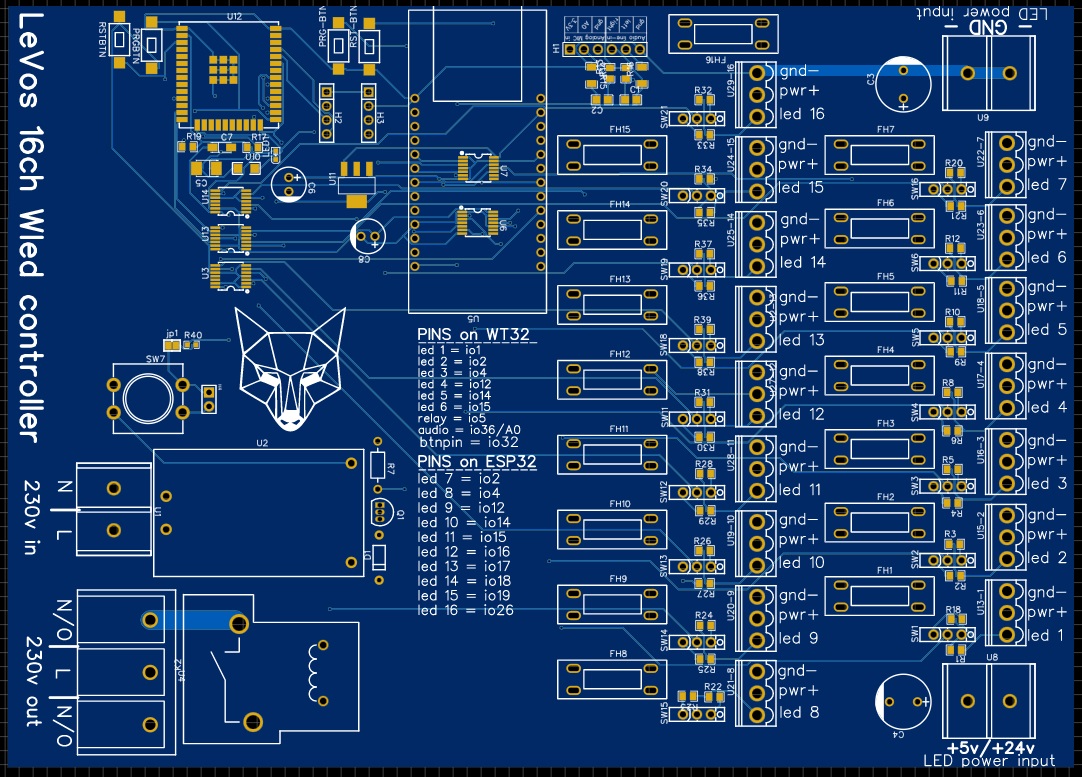 LeVos 16ch Wled controller
RSTBTN
PRGBTN
U12
PRG-BTN
RST-BTN
H2
H3
R19
C7
R17
LED1
U10
C5
U14
U13
U3
C6
U11
C8
U7
U6
U5
H1
C2
C1
jp1
R40
SW7
U2
U1
R7
Q1
D1
N
L
230v in
N/O
L
N/O
230v out
PINS on WT32
led 1 = io1
led 2 = io2
led 3 = io4
led 4 = io12
led 5 = io14
led 6 = io15
relay = io5
audio = io36/A0
btnpin = io32
PINS on ESP32
led 7 = io2
led 8 = io4
led 9 = io12
led 10 = io14
led 11 = io15
led 12 = io16
led 13 = io17
led 14 = io18
led 15 = io19
led 16 = io26
FH16
R32
SW21
R33
U29-16
gnd-
pwr+
led 16
FH15
R34
SW20
R35
U24-15
gnd-
pwr+
led 15
FH14
R37
SW19
R36
U25-14
gnd-
pwr+
led 14
FH13
R39
SW18
R38
gnd-
pwr+
led 13
FH12
R31
SW11
R30
gnd-
pwr+
led 12
FH11
R28
SW12
R29
U28-11
gnd-
pwr+
led 11
FH10
R26
SW13
R27
U19-10
gnd-
pwr+
led 10
FH9
R24
SW14
R25
U20-9
gnd-
pwr+
led 9
FH8
R22
SW15
U21-8
gnd-
pwr+
led 8
LED power input
- GND -
C3
U9
FH7
R20
SW16
R21
U22-7
gnd-
pwr+
led 7
FH6
R12
SW6
R11
U23-6
gnd-
pwr+
led 6
FH5
R10
SW5
R9
U18-5
gnd-
pwr+
led 5
FH4
R8
SW4
R6
U17-4
gnd-
pwr+
led 4
FH3
R5
SW3
R4
U16-3
gnd-
pwr+
led 3
FH2
R3
SW2
R2
U15-2
gnd-
pwr+
led 2
FH1
R18
SW1
R1
U13-1
gnd-
pwr+
led 1
C4
U8
+5v/+24v
LED power input